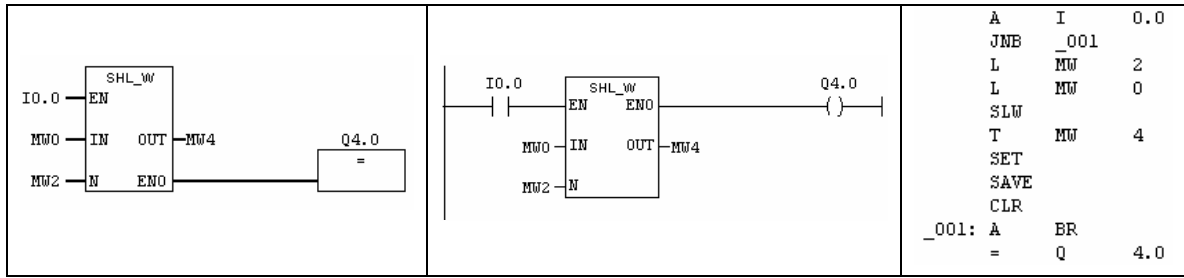 SHL_W
I0.0 EN
MW0 IN OUT MW4 Q4.0
=
MW2 N ENO
I0.0 SHL_W Q4.0
EN ENO
MW0 IN OUT MW4
MW2 N
A I 0.0
JNB _001
L MW 2
L MW 0
SLW
T MW 4
SET
SAVE
CLR
_001: A BR
= Q 4.0